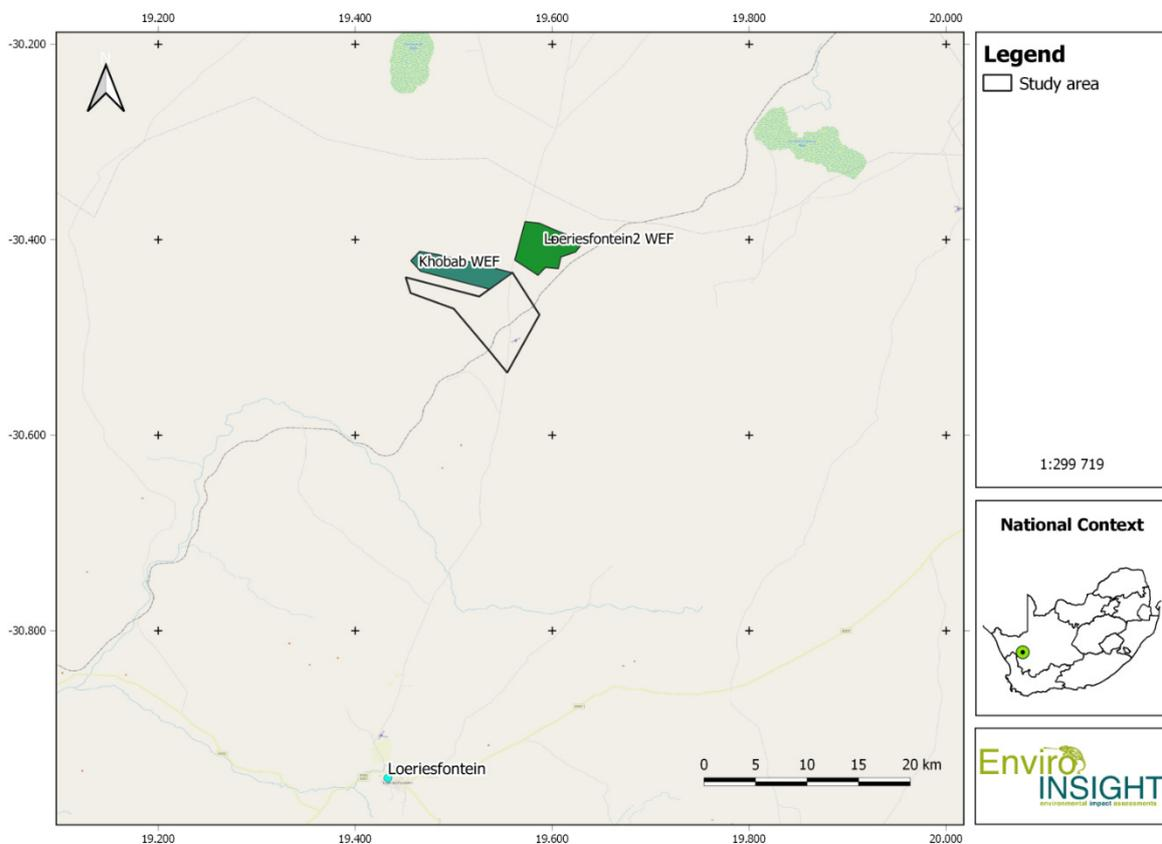 19.200 19.400 19.600 19.800 20.000
-30.200
-30.400
-30.600
-30.800
N
Loeriesfontein2 WEF
Khobab WEF
Loeriesfontein
0 5 10 15 20 km
19.200 19.400 19.600 19.800 20.000
Legend
Study area
1:299 719
National Context
Enviro
INSIGHT
environmental impact assessments